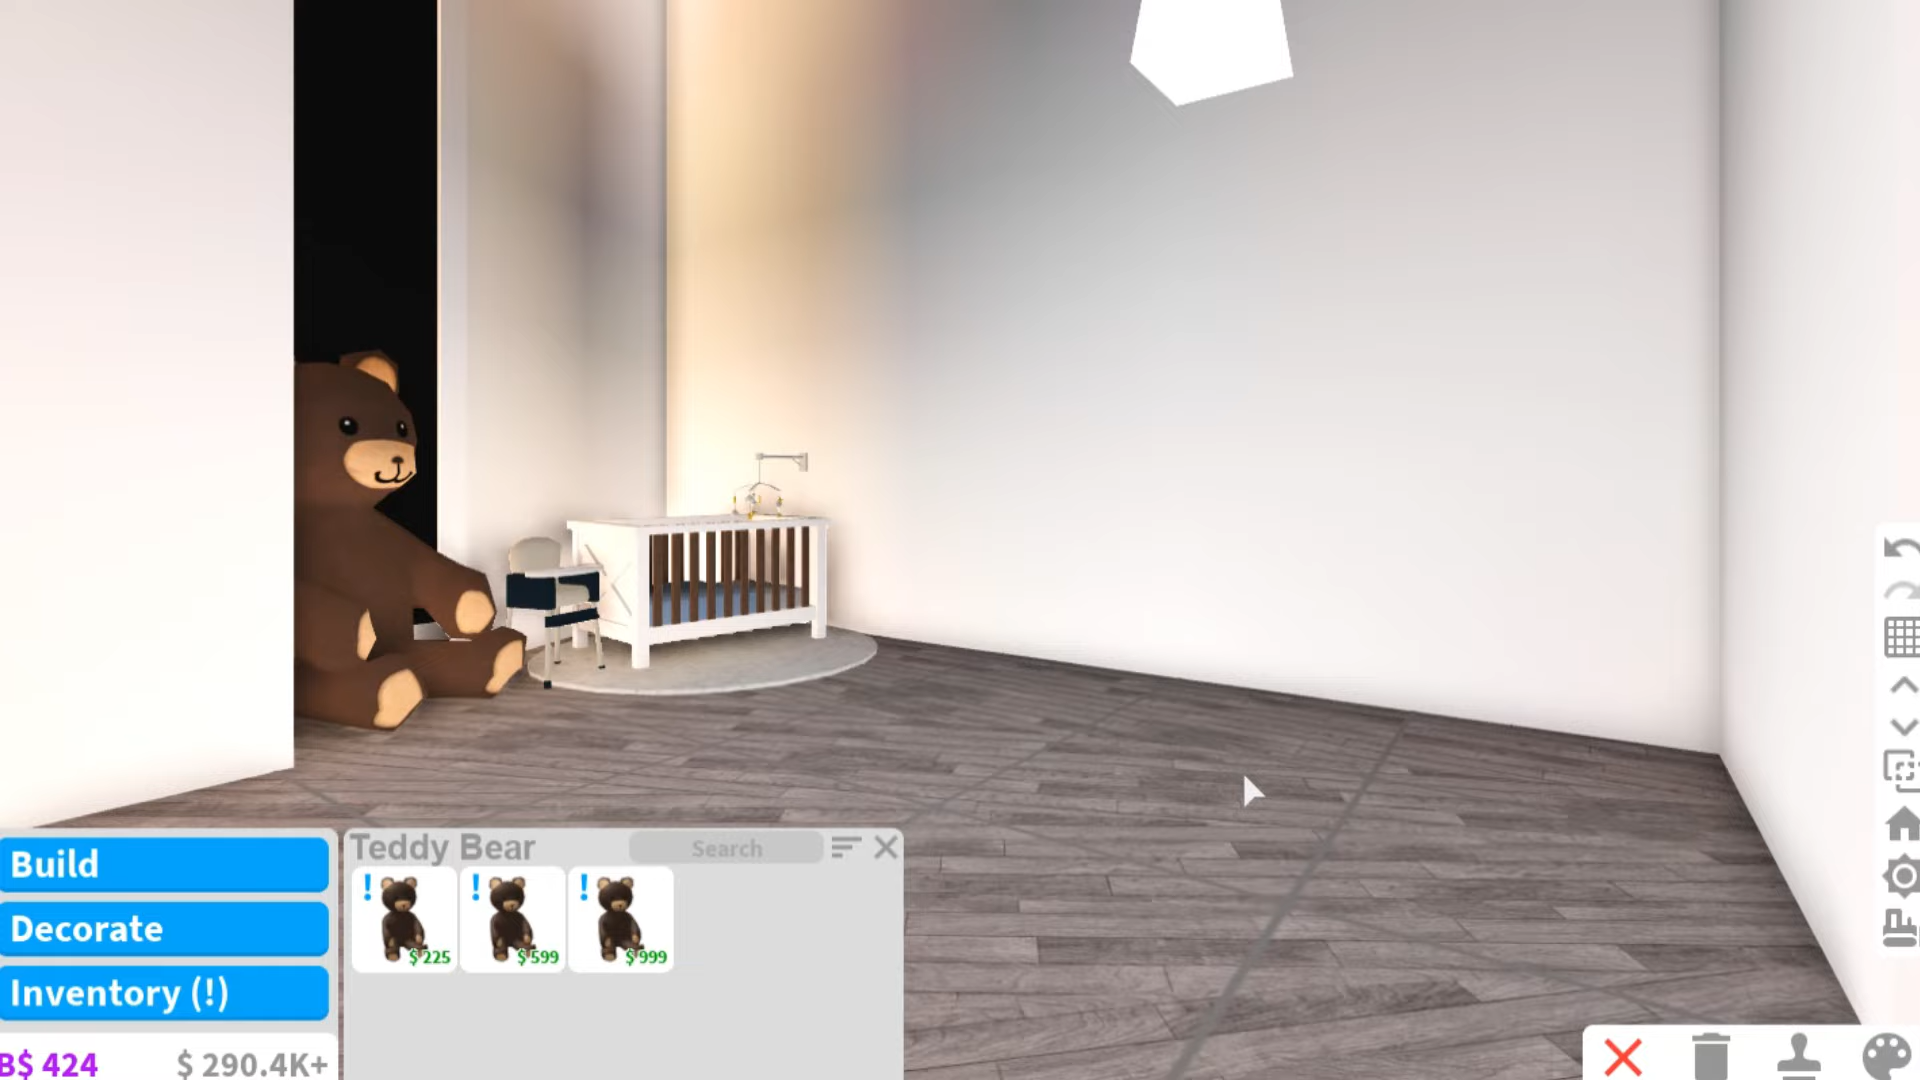 Build
Decorate
Inventory (!)
B$ 424
$ 290.4K+
Teddy Bear
Search
! $225
! $599
! $999